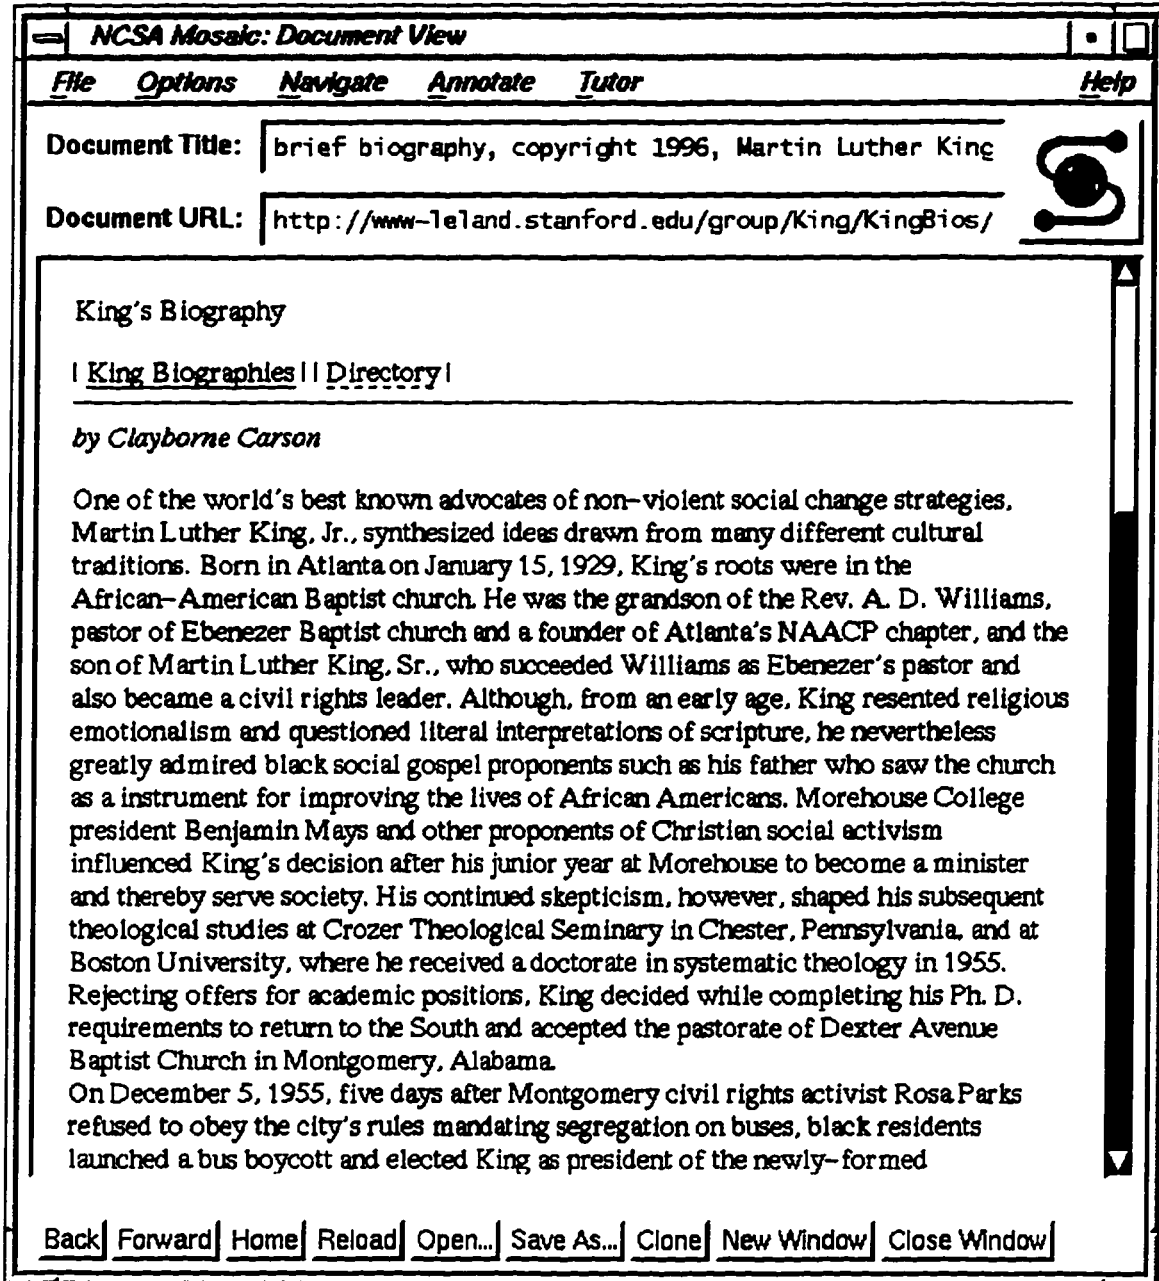 NCSA Mosaic: Document View
File Options Navigate Annotate Tutor Help
Document Title: brief biography, copyright 1996, Martin Luther King
Document URL: http://www-leland.stanford.edu/group/King/KingBios/
King's Biography
| King Biographies | | Directory |
by Clayborne Carson
One of the world's best known advocates of non-violent social change strategies,
Martin Luther King, Jr., synthesized ideas drawn from many different cultural
traditions. Born in Atlanta on January 15, 1929, King's roots were in the
African-American Baptist church. He was the grandson of the Rev. A. D. Williams,
pastor of Ebenezer Baptist church and a founder of Atlanta's NAACP chapter, and the
son of Martin Luther King, Sr., who succeeded Williams as Ebenezer's pastor and
also became a civil rights leader. Although, from an early age, King resented religious
emotionalism and questioned literal interpretations of scripture, he nevertheless
greatly admired black social gospel proponents such as his father who saw the church
as a instrument for improving the lives of African Americans. Morehouse College
president Benjamin Mays and other proponents of Christian social activism
influenced King's decision after his junior year at Morehouse to become a minister
and thereby serve society. His continued skepticism, however, shaped his subsequent
theological studies at Crozer Theological Seminary in Chester, Pennsylvania, and at
Boston University, where he received a doctorate in systematic theology in 1955.
Rejecting offers for academic positions, King decided while completing his Ph. D.
requirements to return to the South and accepted the pastorate of Dexter Avenue
Baptist Church in Montgomery, Alabama.
On December 5, 1955, five days after Montgomery civil rights activist Rosa Parks
refused to obey the city's rules mandating segregation on buses, black residents
launched a bus boycott and elected King as president of the newly-formed
Back Forward Home Reload Open... Save As... Clone New Window Close Window